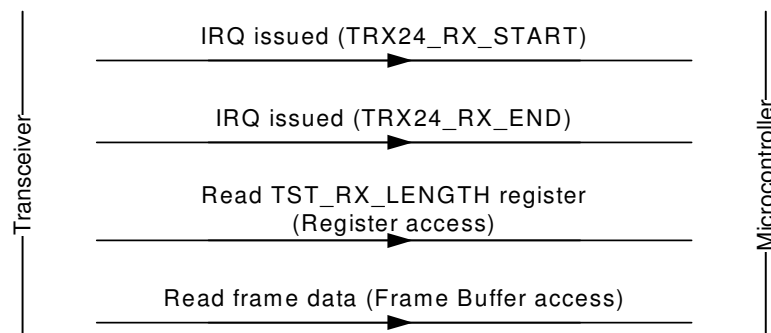 IRQ issued (TRX24_RX_START)
IRQ issued (TRX24_RX_END)
Read TST_RX_LENGTH register
(Register access)
Read frame data (Frame Buffer access)
Transceiver
Microcontroller